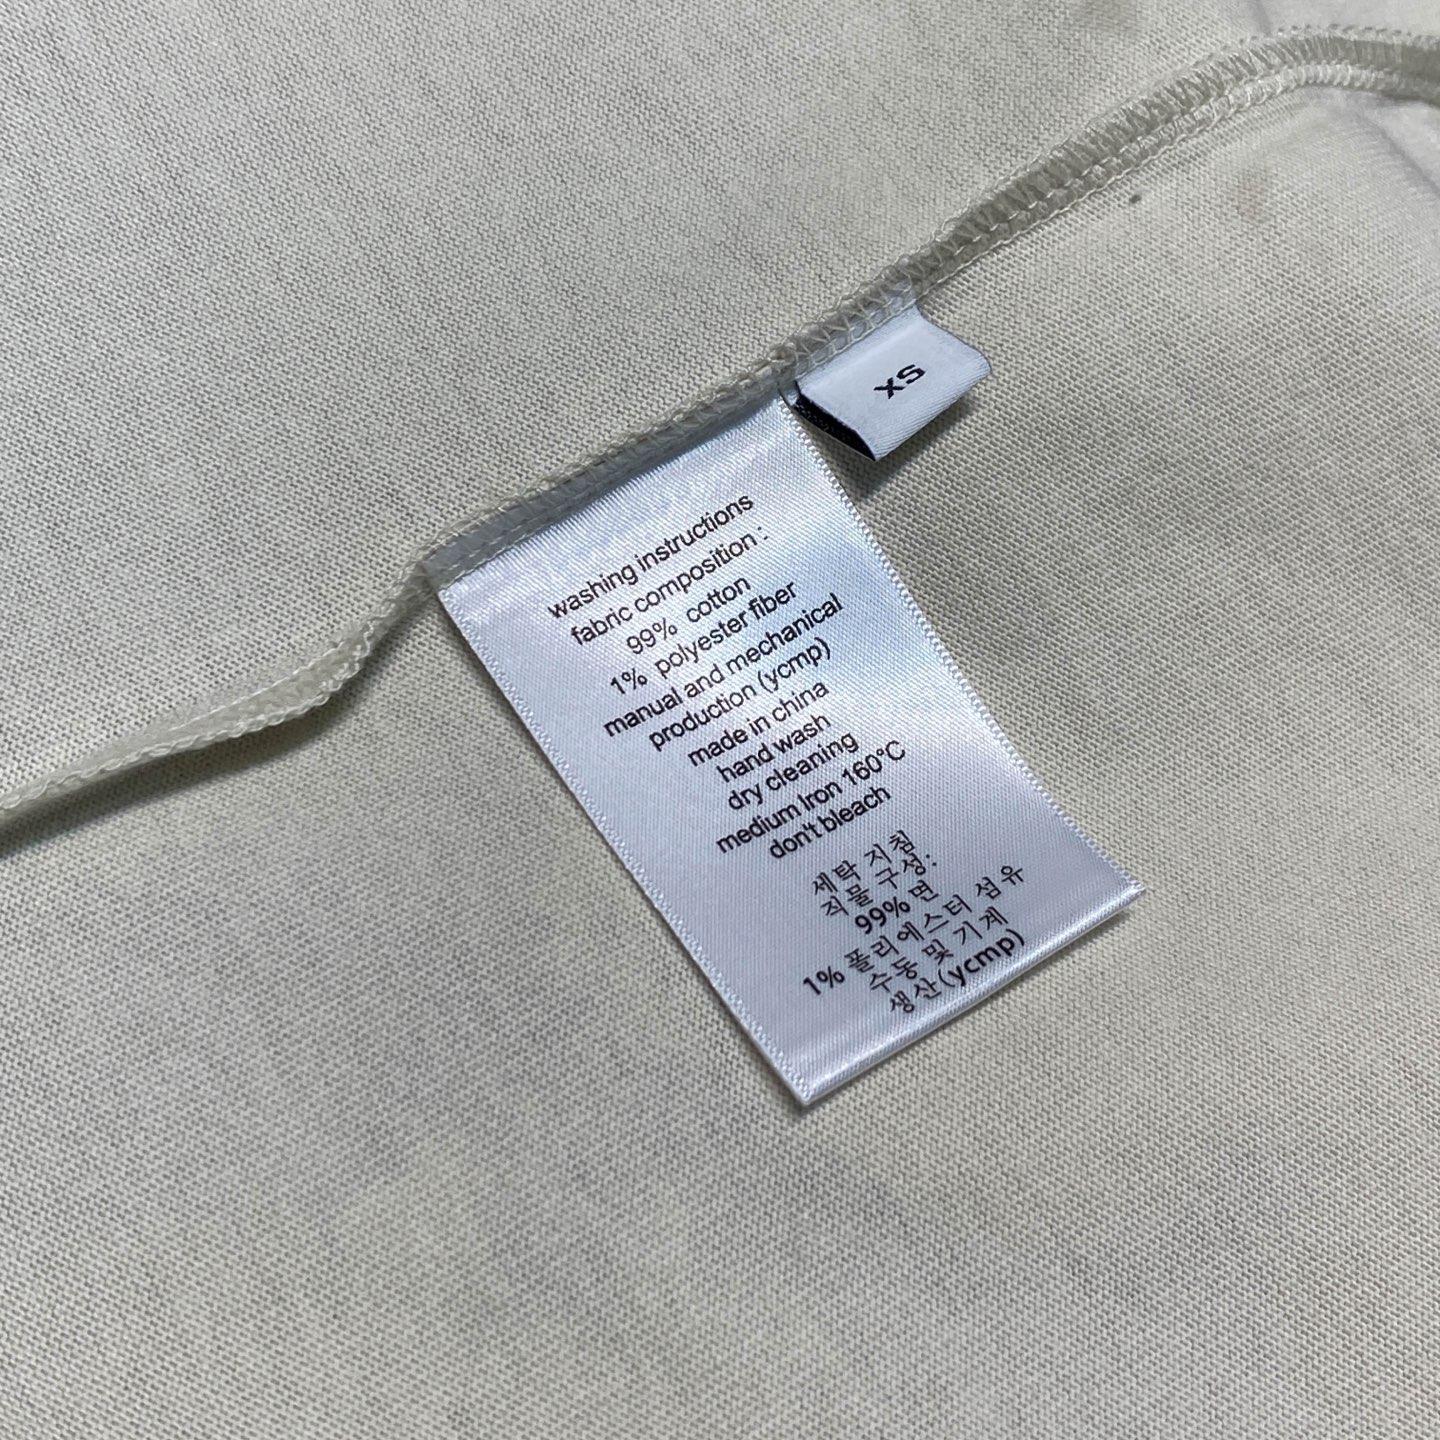 XS
washing instructions
fabric composition :
99% cotton
1% polyester fiber
manual and mechanical
production (ycmp)
made in china
hand wash
dry cleaning
medium Iron 160°C
don't bleach
세탁 지침
직물 구성:
99%면
1% 폴리에스터 섬유
수동 및 기계
생산(ycmp)